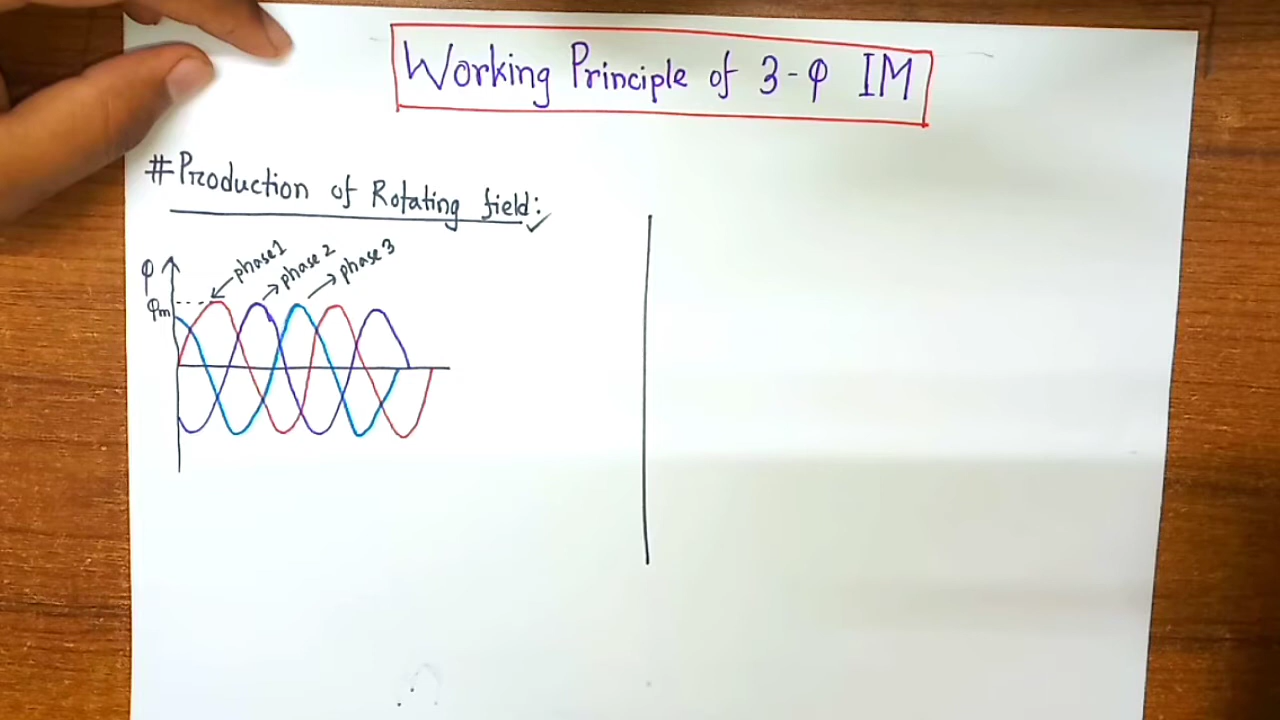 Working Principle of 3-φ IM
#Production of Rotating field:
phase1
phase 2
phase 3
φ
φm